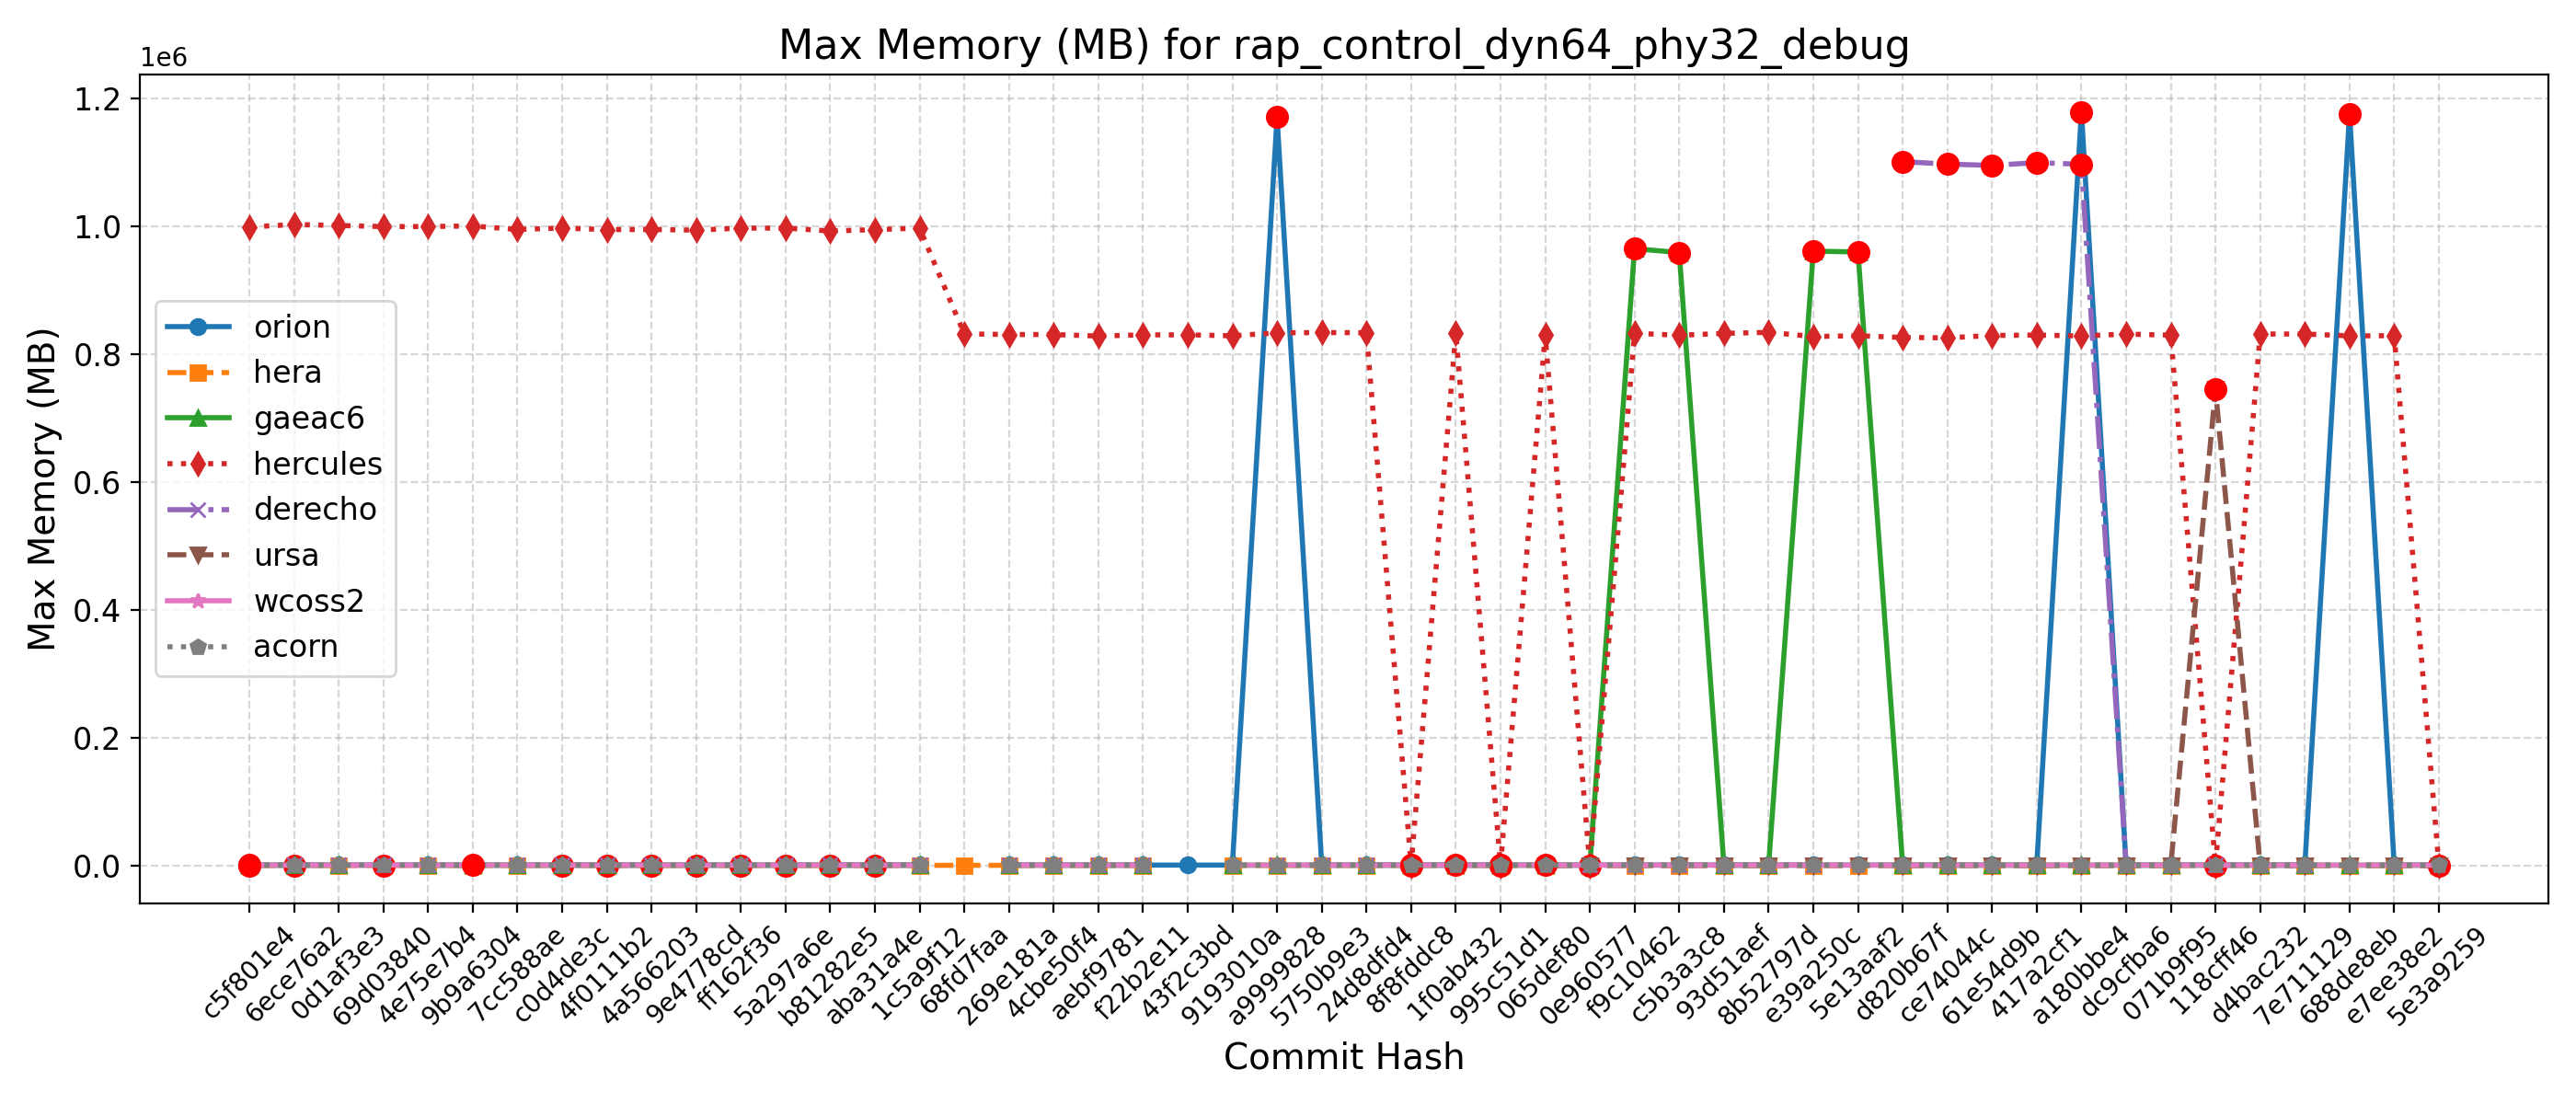 Max Memory (MB) for rap_control_dyn64_phy32_debug
1e6
1.2
1.0
0.8
0.6
0.4
0.2
0.0
Max Memory (MB)
orion
hera
gaeac6
hercules
derecho
ursa
wcoss2
acorn
c5f801e4
6ece76a2
0d1af3e3
69d03840
4e75e7b4
9b9a6304
7cc588ae
c0d4de3c
4f0111b2
4a566203
9e4778cd
ff162f36
5a297a6e
b81282e5
aba31a4e
1c5a9f12
68fd7faa
269e181a
4cbe50f4
aebf9781
f22b2e11
43f2c3bd
9193010a
a9999828
5750b9e3
24d8dfd4
8f8fddc8
1f0ab432
995c51d1
065def80
0e960577
f9c10462
c5b3a3c8
93d51aef
8b52797d
e39a250c
5e13aaf2
d820b67f
ce74044c
61e54d9b
417a2cf1
a180bbe4
dc9cfba6
071b9f95
118cff46
d4bac232
7e711129
688de8eb
e7ee38e2
5e3a9259
Commit Hash